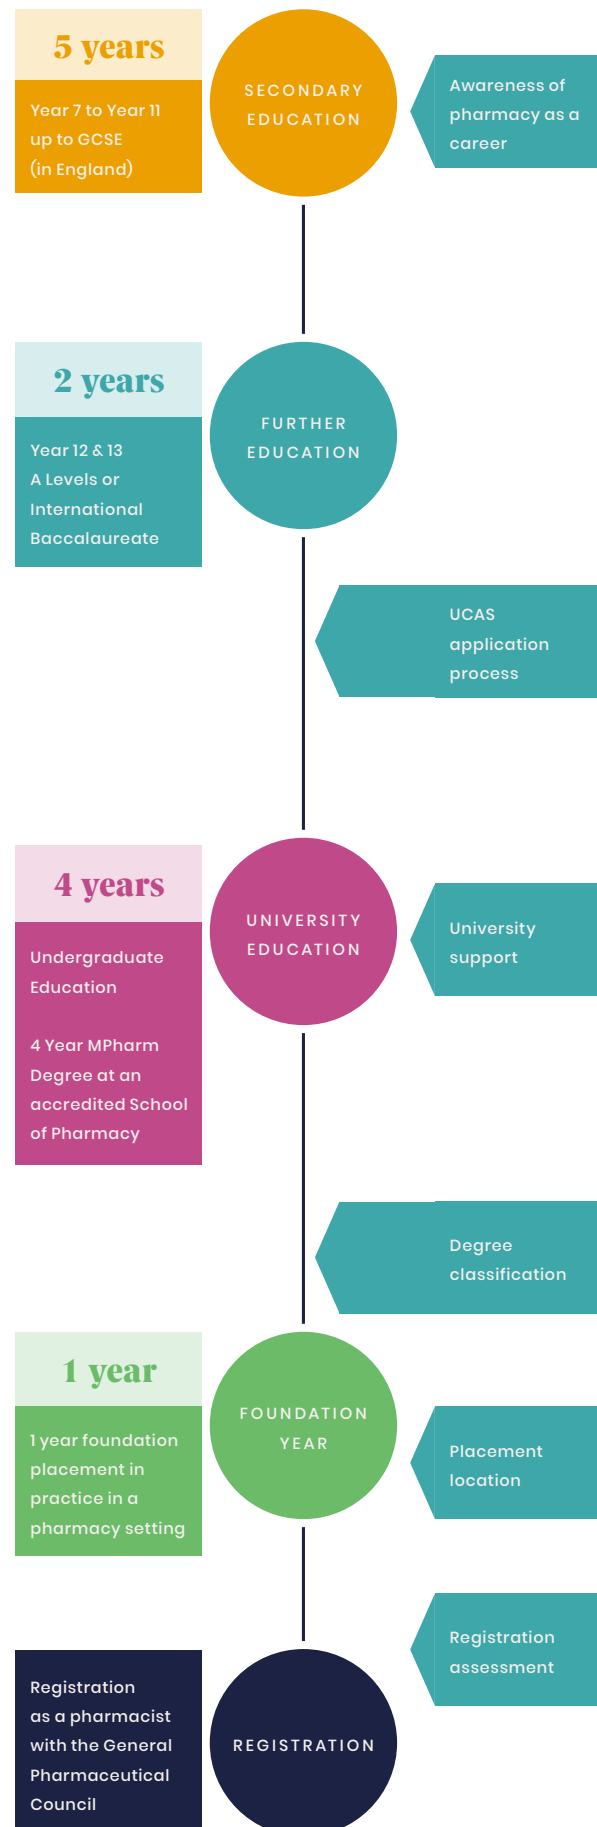 5 years
Year 7 to Year 11
up to GCSE
(in England)
SECONDARY
EDUCATION
Awareness of
pharmacy as a
career
2 years
Year 12 & 13
A Levels or
International
Baccalaureate
FURTHER
EDUCATION
UCAS
application
process
4 years
Undergraduate
Education
4 Year MPharm
Degree at an
accredited School
of Pharmacy
UNIVERSITY
EDUCATION
University
support
Degree
classification
1 year
1 year foundation
placement in
practice in a
pharmacy setting
FOUNDATION
YEAR
Placement
location
Registration
assessment
Registration
as a pharmacist
with the General
Pharmaceutical
Council
REGISTRATION